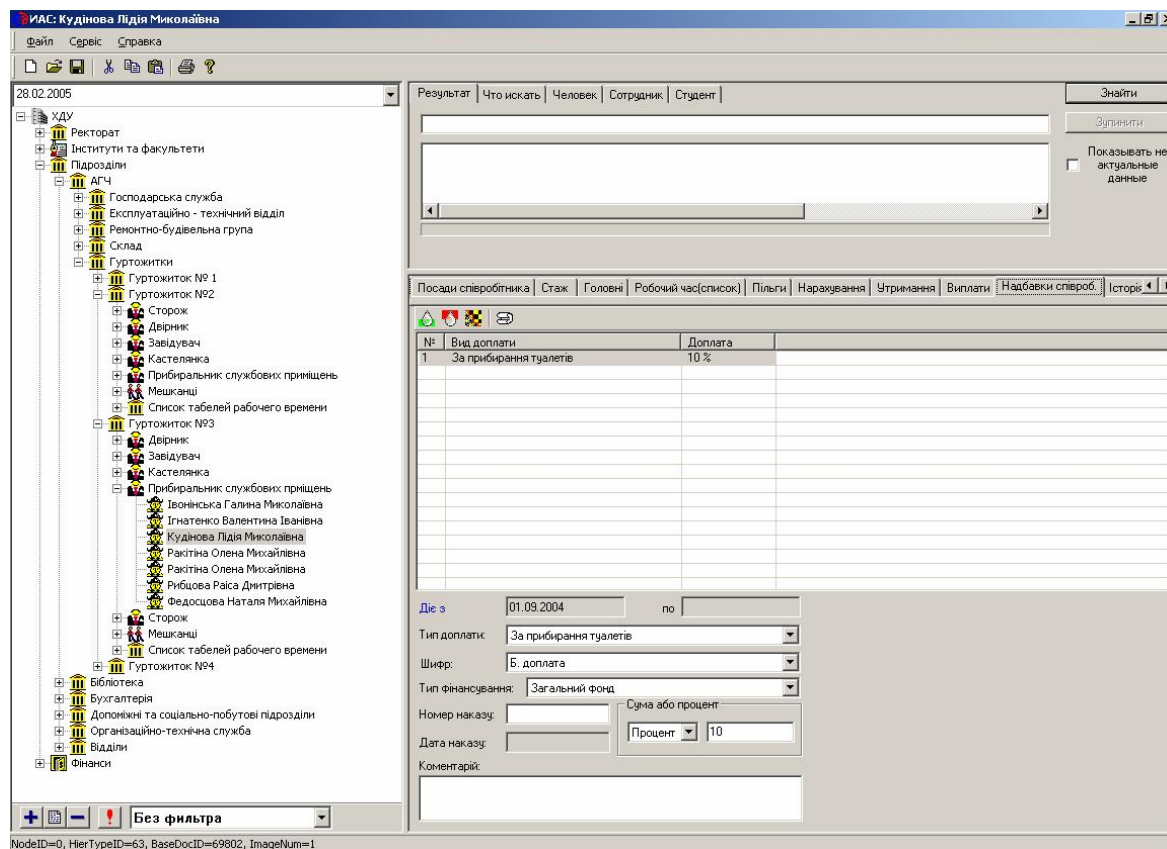 ИАС: Кудінова Лідія Миколаївна
Файл Сервіс Справка
28.02.2005
ХДУ
Ректорат
Інститути та факультети
Підрозділи
АГЧ
Господарська служба
Експлуатаційно - технічний відділ
Ремонтно-будівельна група
Склад
Гуртожитки
Гуртожиток № 1
Гуртожиток №2
Сторож
Двірник
Завідувач
Кастелянка
Прибиральник службових приміщень
Мешканці
Список табелей рабочего времени
Гуртожиток №3
Двірник
Завідувач
Кастелянка
Прибиральник службових прміщень
Івонінська Галина Миколаївна
Ігнатенко Валентина Іванівна
Кудінова Лідія Миколаївна
Ракітіна Олена Михайлівна
Ракітіна Олена Михайлівна
Рибцова Раіса Дмитрівна
Федосцова Наталя Михайлівна
Сторож
Мешканці
Список табелей рабочего времени
Гуртожиток №4
Бібліотека
Бухгалтерія
Допоміжні та соціально-побутові підрозділи
Організаційно-технічна служба
Відділи
Фінанси
Без фильтра
Результат Что искать Человек Сотрудник Студент
Знайти
Зупинити
Показывать не
актуальные
данные
Посади співробітника Стаж Головні Робочий час(список) Пільги Нарахування Утримання Виплати Надбавки співроб. Історія
№ Вид доплати Доплата
1 За прибирання туалетів 10 %
Діє з 01.09.2004 по
Тип доплати: За прибирання туалетів
Шифр: Б. доплата
Тип фінансування: Загальний фонд
Номер наказу: Сума або процент
Процент 10
Дата наказу:
Коментарій:
NodeID=0, HierTypeID=63, BaseDocID=69802, ImageNum=1